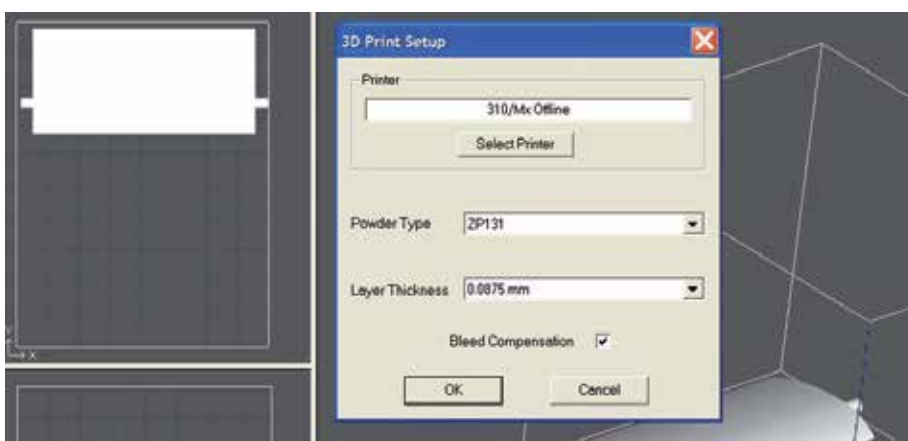 3D Print Setup
Printer
310/Mx Offline
Select Printer
Powder Type ZP131
Layer Thickness 0.0875 mm
Bleed Compensation
OK Cancel
Y
X